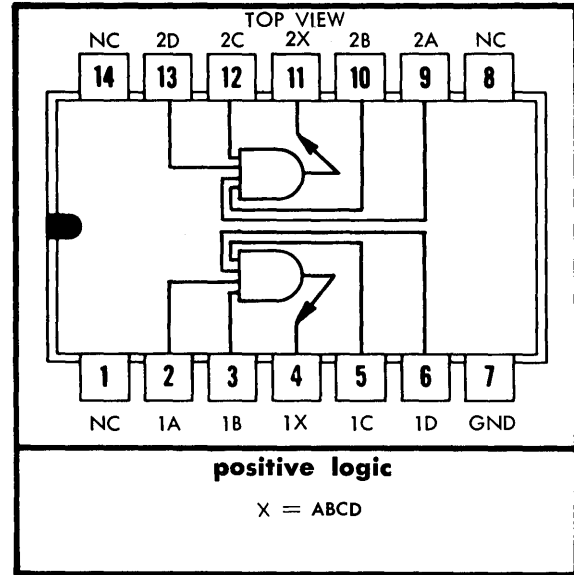 TOP VIEW
NC 2D 2C 2X 2B 2A NC
14 13 12 11 10 9 8
1 2 3 4 5 6 7
NC 1A 1B 1X 1C 1D GND
positive logic
X = ABCD